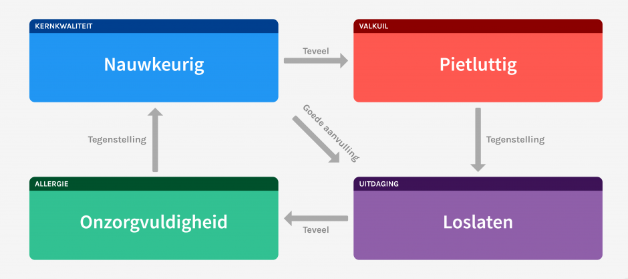 KERNKWALITEIT
Nauwkeurig
Teveel
VALKUIL
Pietluttig
Goede aanvulling
Tegenstelling
Tegenstelling
ALLERGIE
Onzorgvuldigheid
Teveel
UITDAGING
Loslaten